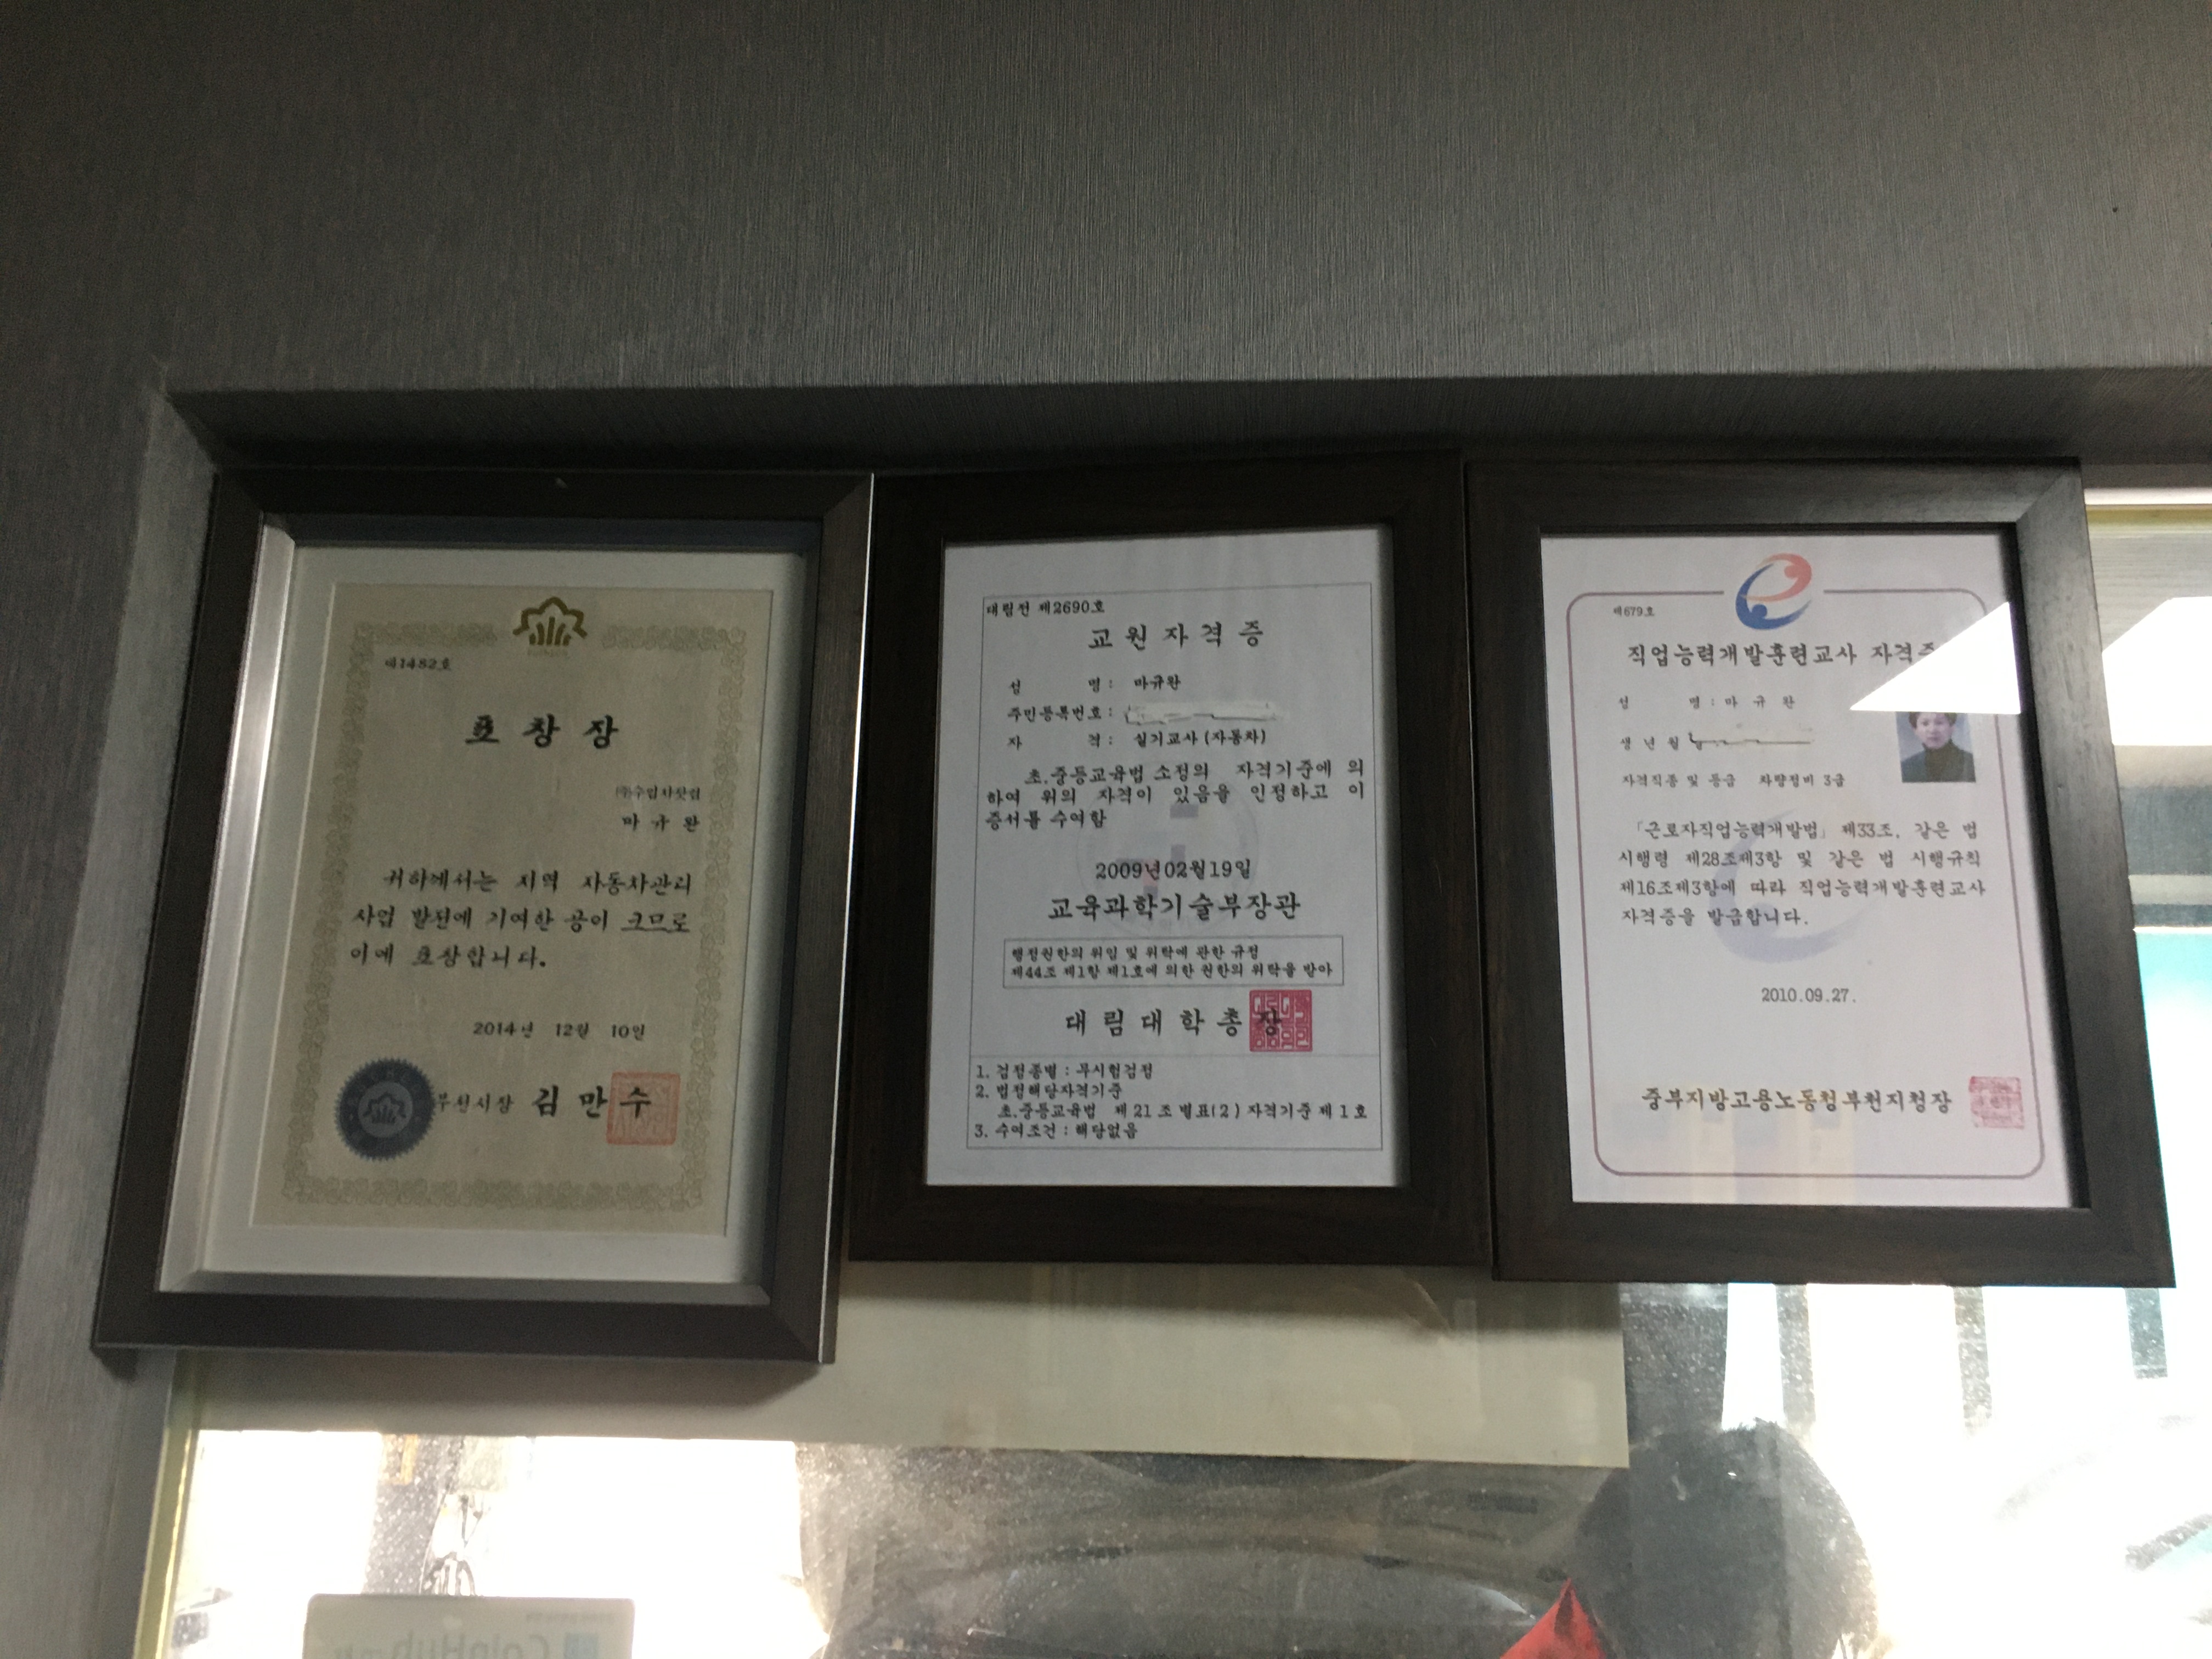 제1482호
표 창 장
(주)수입차닷컴
마 규 완
귀하께서는 지역 자동차관리
사업 발전에 기여한 공이 크므로
이에 표창합니다.
2014년 12월 10일
부천시장 김 만 수
대림전 제2690호
교 원 자 격 증
성 명 : 마규완
주민등록번호 :
자 격 : 실기교사 (자동차)
초.중등교육법 소정의 자격기준에 의
하여 위의 자격이 있음을 인정하고 이
증서를 수여함
2009년 02월 19일
교육과학기술부장관
행정권한의 위임 및 위탁에 관한 규정
제44조 제1항 제1호에 의한 권한의 위탁을 받아
대 림 대 학 총 장
1. 검정종별 : 무시험검정
2. 법정해당자격기준
초.중등교육법 제 21 조 별표(2) 자격기준 제 1 호
3. 수여조건 : 해당없음
제679호
직업능력개발훈련교사 자격증
성 명 : 마 규 완
생 년 월 일
자격직종 및 등급 차량정비 3급
「근로자직업능력개발법」 제33조, 같은 법
시행령 제28조제3항 및 같은 법 시행규칙
제16조제3항에 따라 직업능력개발훈련교사
자격증을 발급합니다.
2010.09.27.
중부지방고용노동청부천지청장